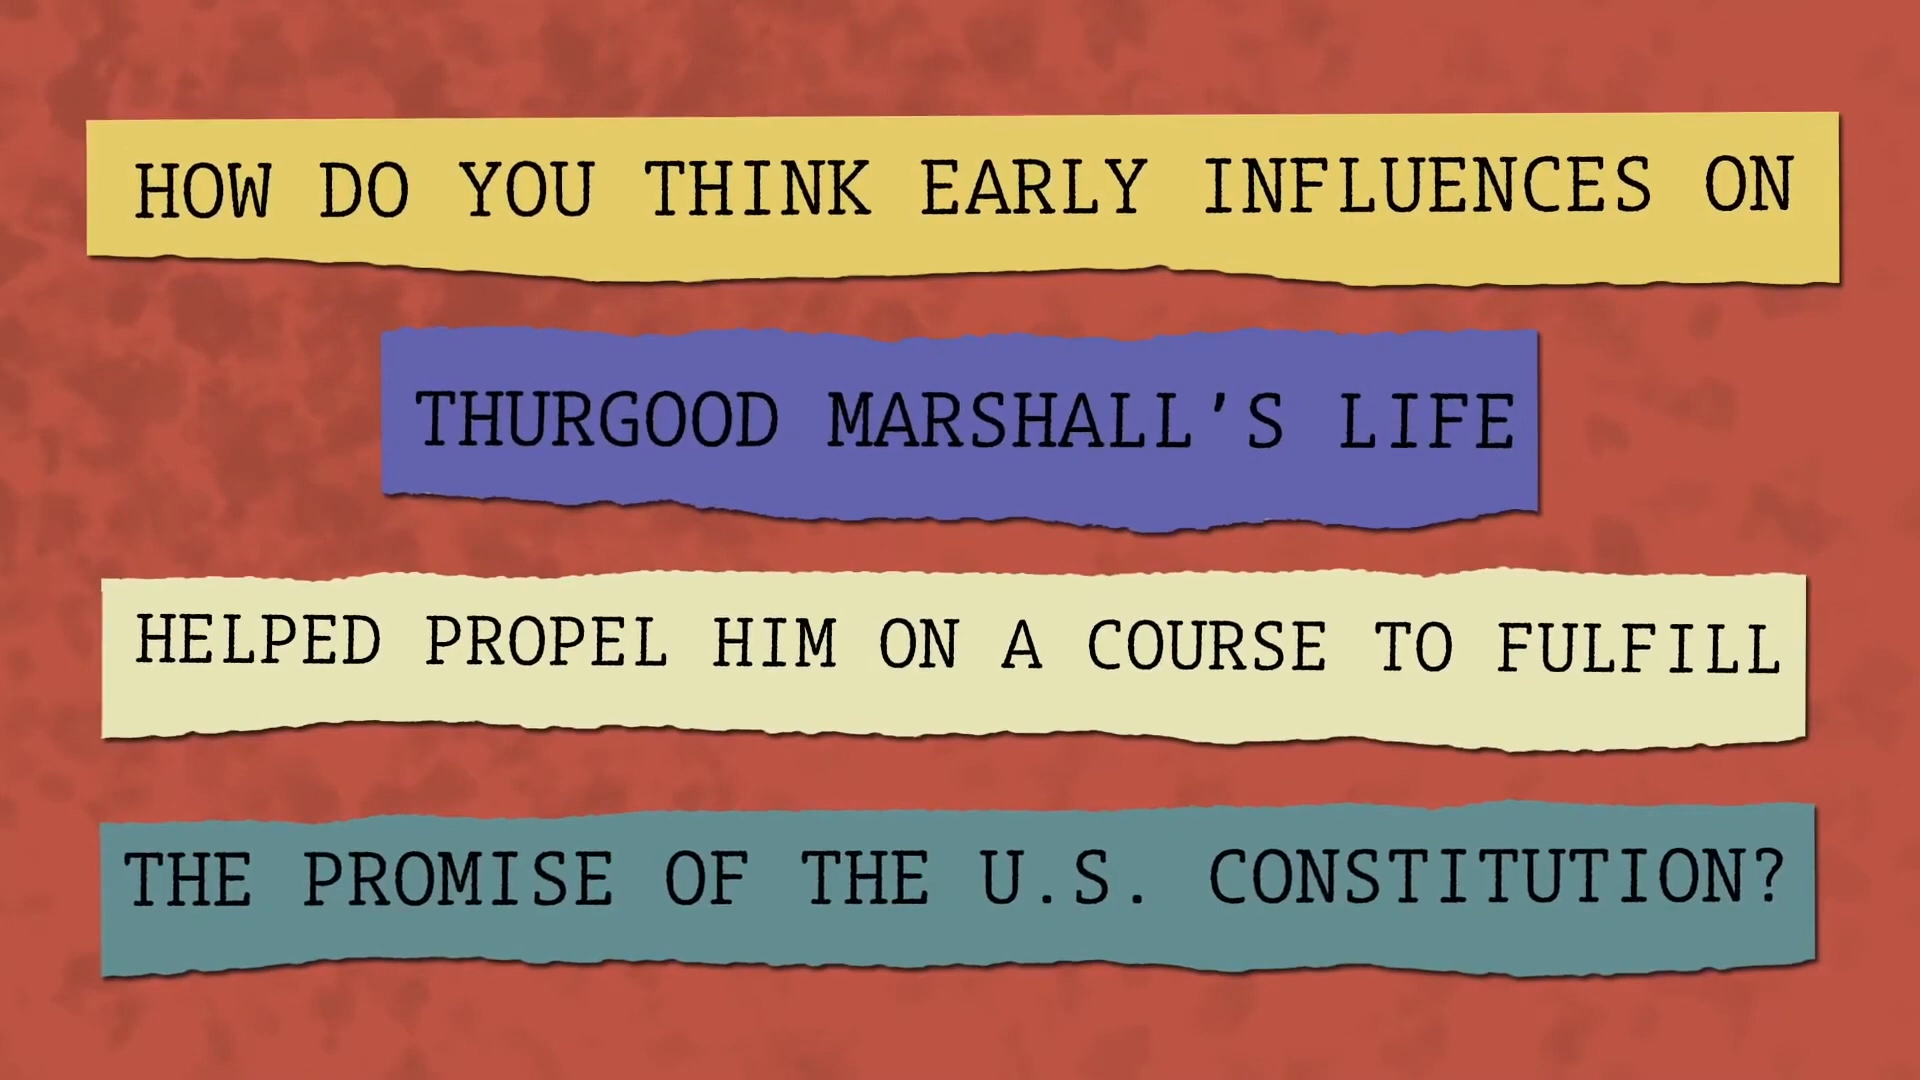 HOW DO YOU THINK EARLY INFLUENCES ON
THURGOOD MARSHALL'S LIFE
HELPED PROPEL HIM ON A COURSE TO FULFILL
THE PROMISE OF THE U.S. CONSTITUTION?